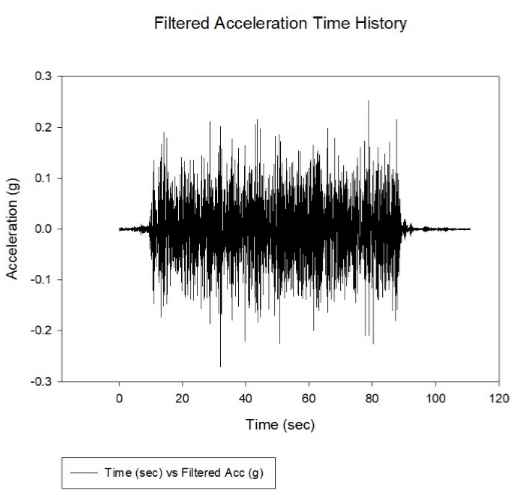 Filtered Acceleration Time History
0.3
0.2
0.1
0.0
-0.1
-0.2
-0.3
Acceleration (g)
0 20 40 60 80 100 120
Time (sec)
Time (sec) vs Filtered Acc (g)